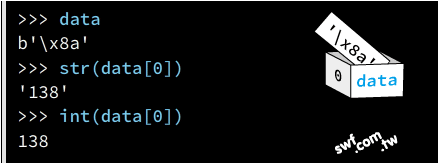 >>> data
b'\x8a'
>>> str(data[0])
'138'
>>> int(data[0])
138
'\x8a'
0
data
swf.com.tw